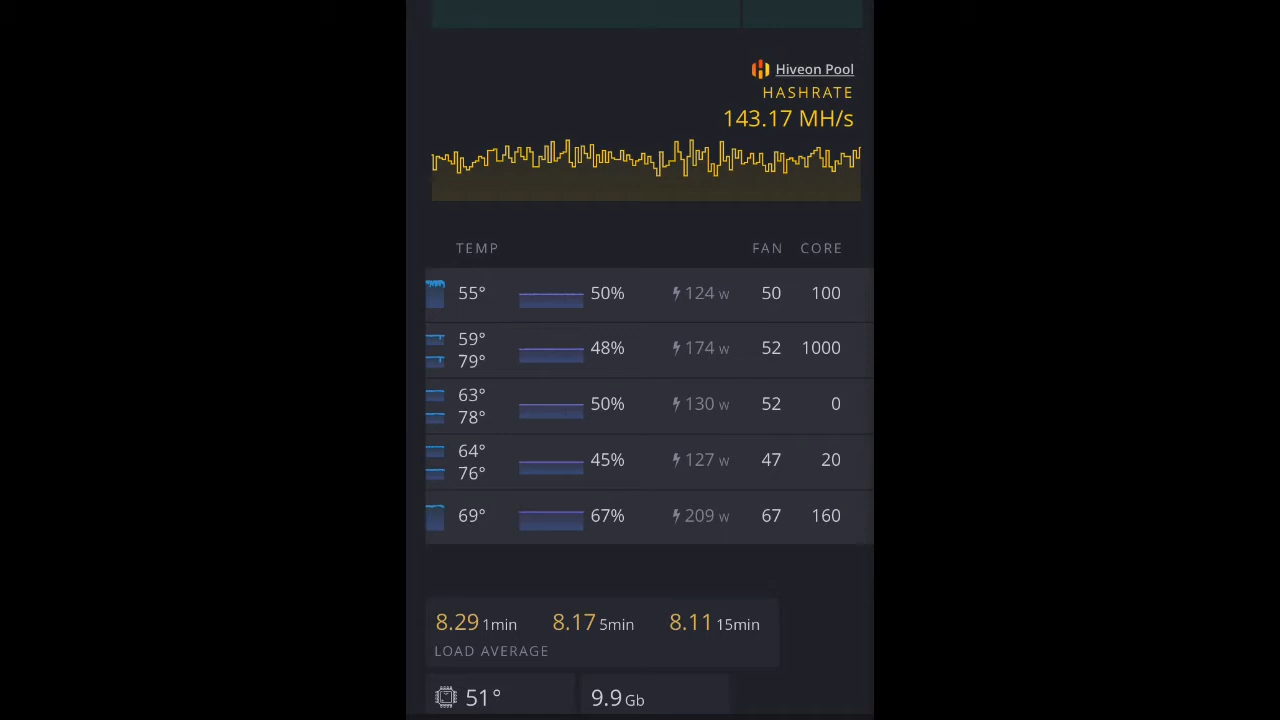 Hiveon Pool
HASHRATE
143.17 MH/s
TEMP FAN CORE
55° 50% 124 W 50 100
59°
79° 48% 174 W 52 1000
63°
78° 50% 130 W 52 0
64°
76° 45% 127 W 47 20
69° 67% 209 W 67 160
8.29 1min 8.17 5min 8.11 15min
LOAD AVERAGE
51° 9.9 Gb